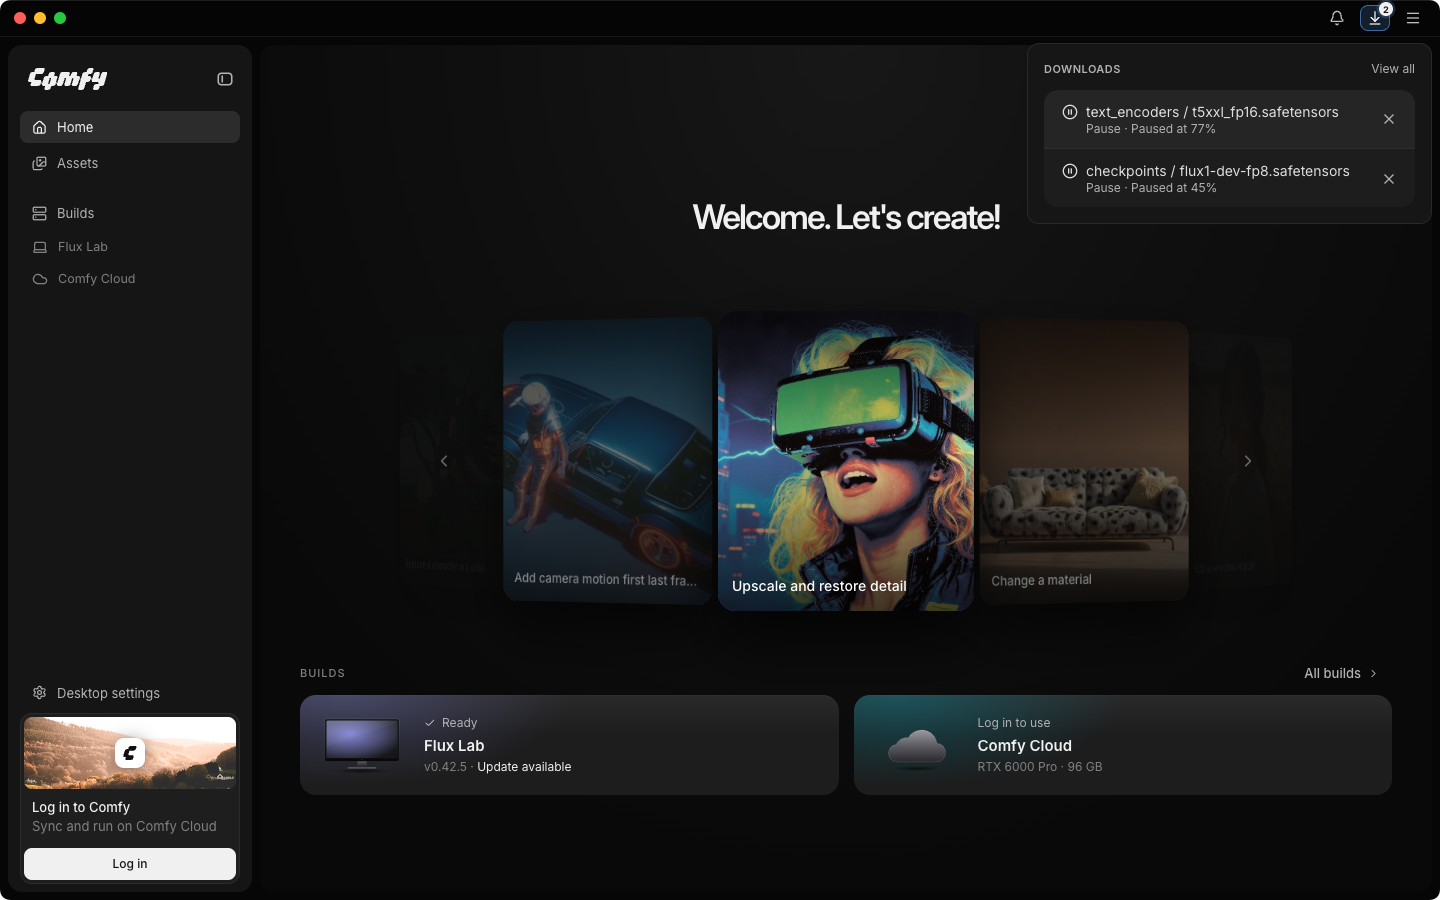 2
Comfy
Home
Assets
Builds
Flux Lab
Comfy Cloud
DOWNLOADS
View all
text_encoders / t5xxl_fp16.safetensors
Pause · Paused at 77%
checkpoints / flux1-dev-fp8.safetensors
Pause · Paused at 45%
Welcome. Let's create!
Add camera motion first last fra...
Upscale and restore detail
Change a material
BUILDS
All builds
Ready
Flux Lab
v0.42.5 · Update available
Log in to use
Comfy Cloud
RTX 6000 Pro · 96 GB
Desktop settings
Log in to Comfy
Sync and run on Comfy Cloud
Log in